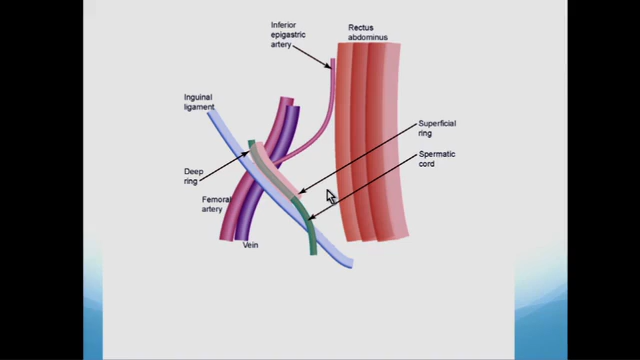 Inferior
epigastric
artery
Rectus
abdominus
Inguinal
ligament
Superficial
ring
Spermatic
cord
Deep
ring
Femoral
artery
Vein